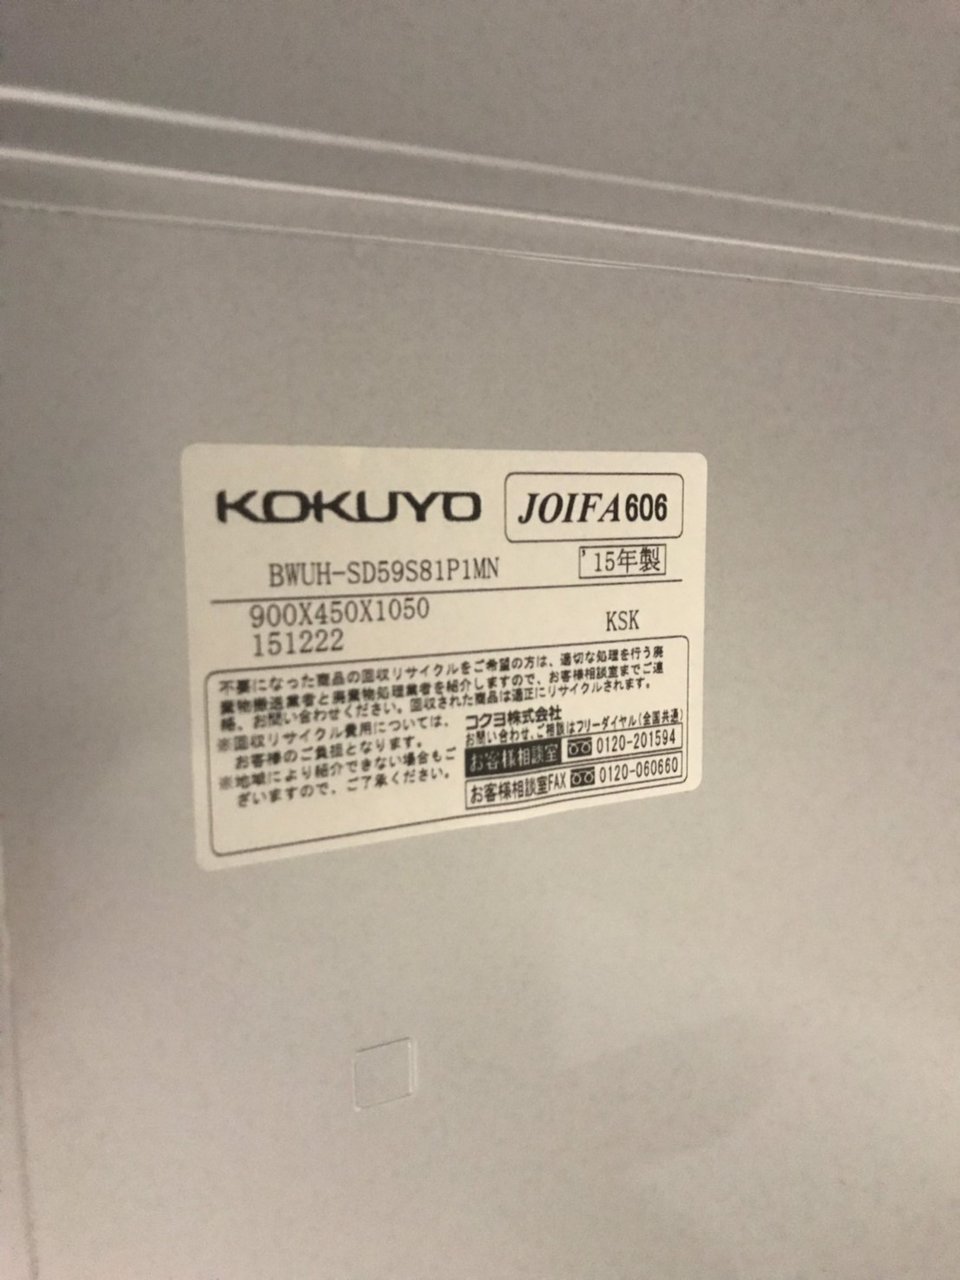 KOKUYO
JOIFA606
BWUH-SD59S81P1MN
'15年製
900X450X1050
151222
KSK
不要になった商品の回収リサイクルをご希望の方は、適切な処理を行う廃
棄物搬送業者と廃棄物処理業者を紹介しますので、お客様相談室までご連
絡、お問い合わせください。回収された商品は適正にリサイクルされます。
※回収リサイクル費用については、
お客様のご負担となります。
※地域により紹介できない場合もご
ざいますので、ご了承ください。
コクヨ株式会社
お問い合わせ、ご相談はフリーダイヤル(全国共通)
お客様相談室 0120-201594
お客様相談室FAX 0120-060660